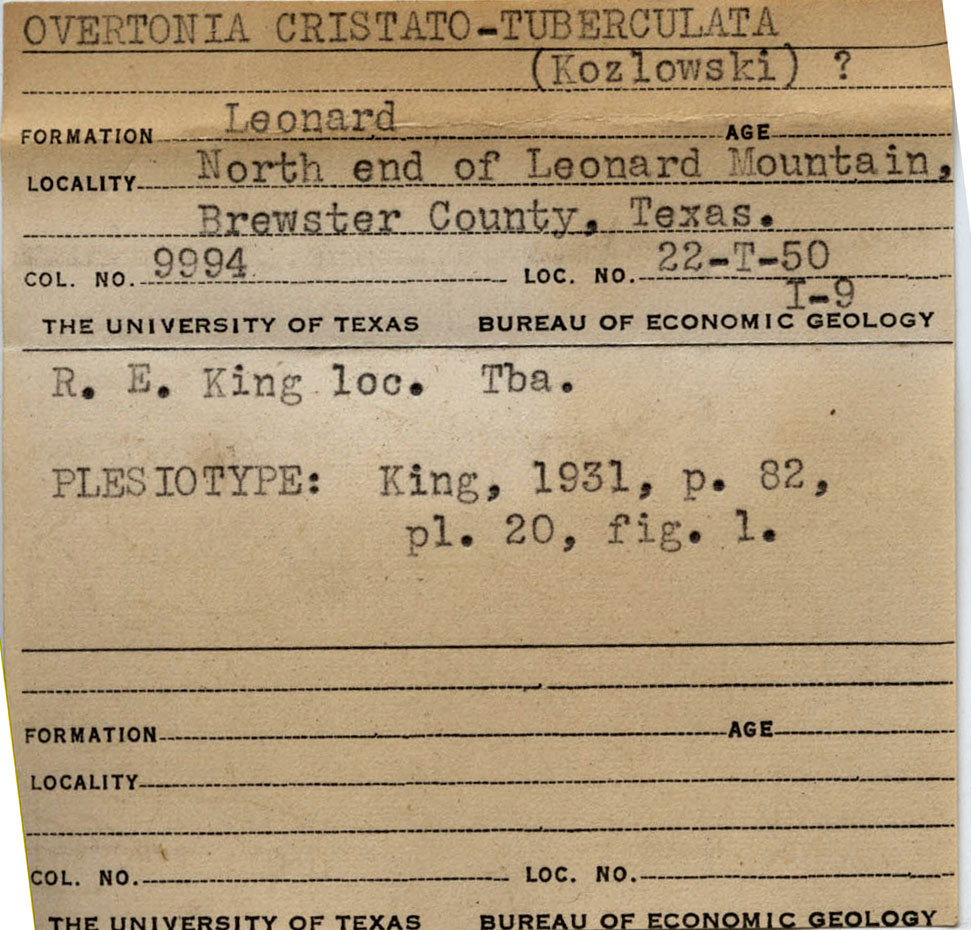 OVERTONIA CRISTATO-TUBERCULATA
(Kozlowski) ?
FORMATION Leonard AGE
LOCALITY North end of Leonard Mountain,
Brewster County, Texas.
COL. NO. 9994 LOC. NO. 22-T-50
I-9
THE UNIVERSITY OF TEXAS BUREAU OF ECONOMIC GEOLOGY
R. E. King loc. Tba.
PLESIOTYPE: King, 1931, p. 82,
pl. 20, fig. 1.
FORMATION AGE
LOCALITY
COL. NO. LOC. NO.
THE UNIVERSITY OF TEXAS BUREAU OF ECONOMIC GEOLOGY